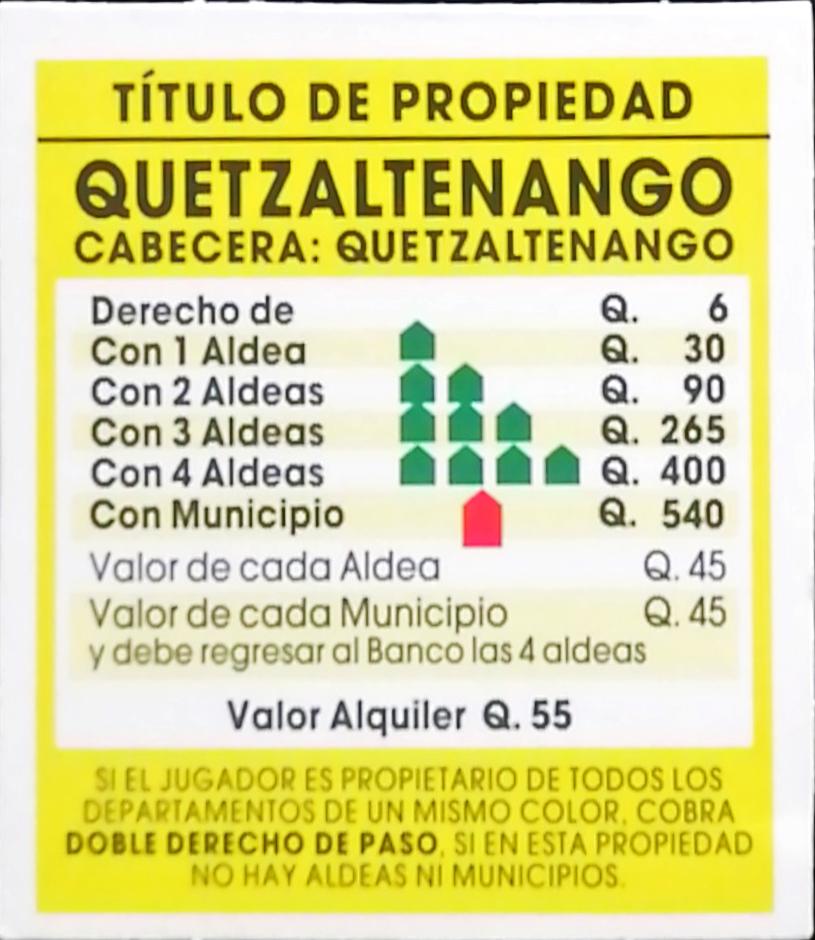 TÍTULO DE PROPIEDAD
QUETZALTENANGO
CABECERA: QUETZALTENANGO
Derecho de Q. 6
Con 1 Aldea Q. 30
Con 2 Aldeas Q. 90
Con 3 Aldeas Q. 265
Con 4 Aldeas Q. 400
Con Municipio Q. 540
Valor de cada Aldea Q. 45
Valor de cada Municipio Q. 45
y debe regresar al Banco las 4 aldeas
Valor Alquiler Q. 55
SI EL JUGADOR ES PROPIETARIO DE TODOS LOS
DEPARTAMENTOS DE UN MISMO COLOR, COBRA
DOBLE DERECHO DE PASO, SI EN ESTA PROPIEDAD
NO HAY ALDEAS NI MUNICIPIOS.